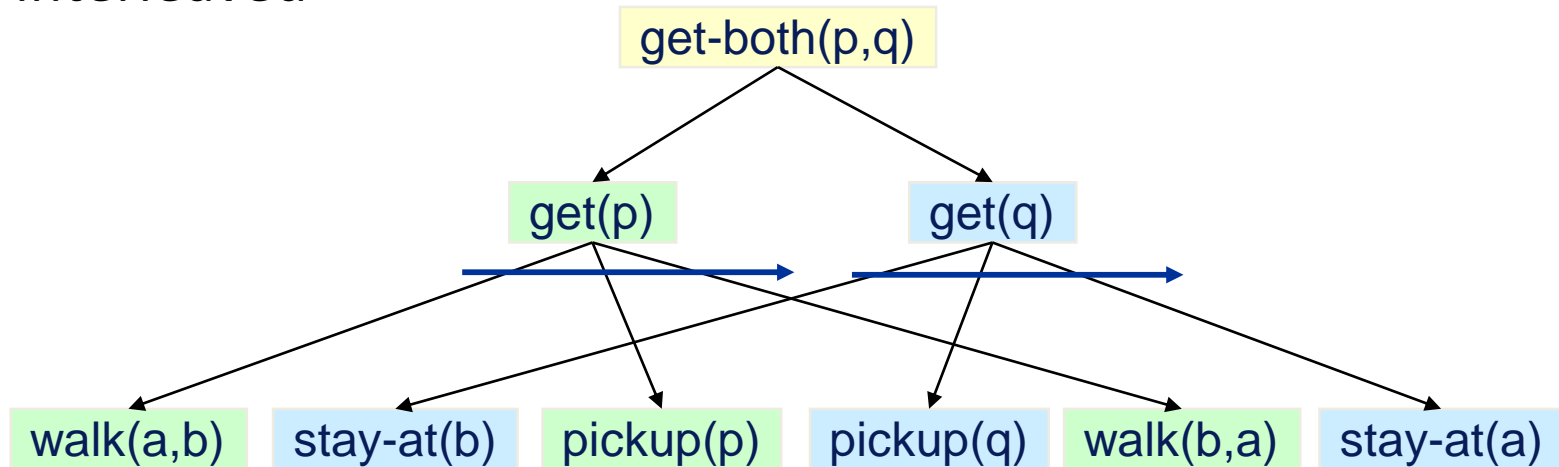 get-both(p,q)
get(p) get(q)
walk(a,b) stay-at(b) pickup(p) pickup(q) walk(b,a) stay-at(a)